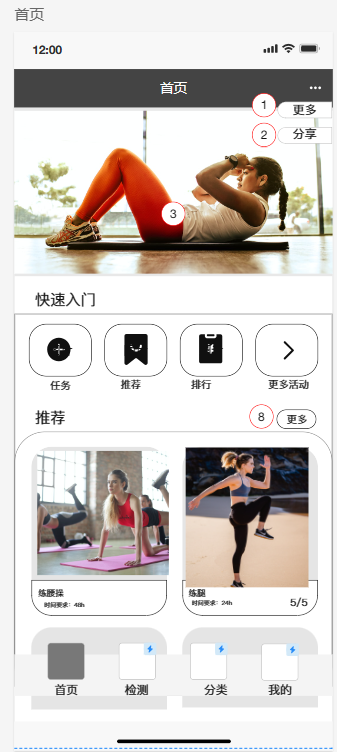 首页
12:00
首页
1 更多
2 分享
3
快速入门
任务 推荐 排行 更多活动
推荐 8 更多
练腰操 练腿
时间要求：48h 时间要求：24h 5/5
首页 检测 分类 我的